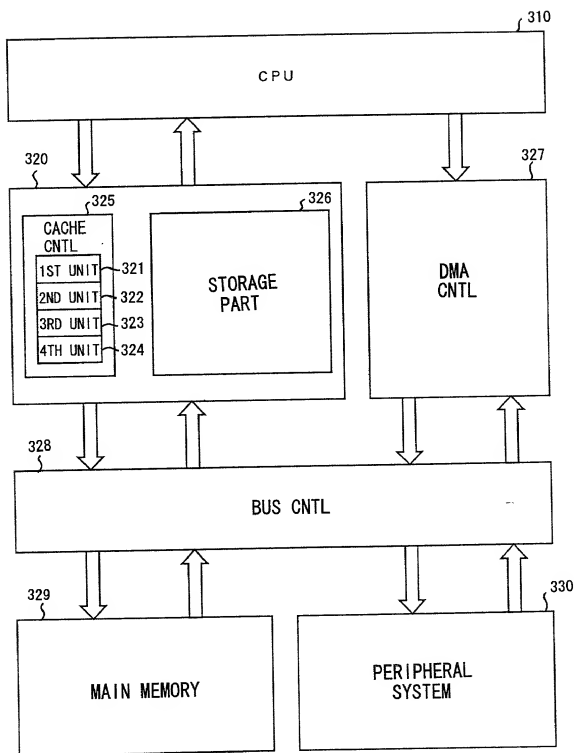 310
CPU
320
327
325
326
CACHE
CNTL
1ST UNIT
321
2ND UNIT
322
3RD UNIT
323
4TH UNIT
324
STORAGE
PART
DMA
CNTL
328
BUS CNTL
329
330
MAIN MEMORY
PERIPHERAL
SYSTEM